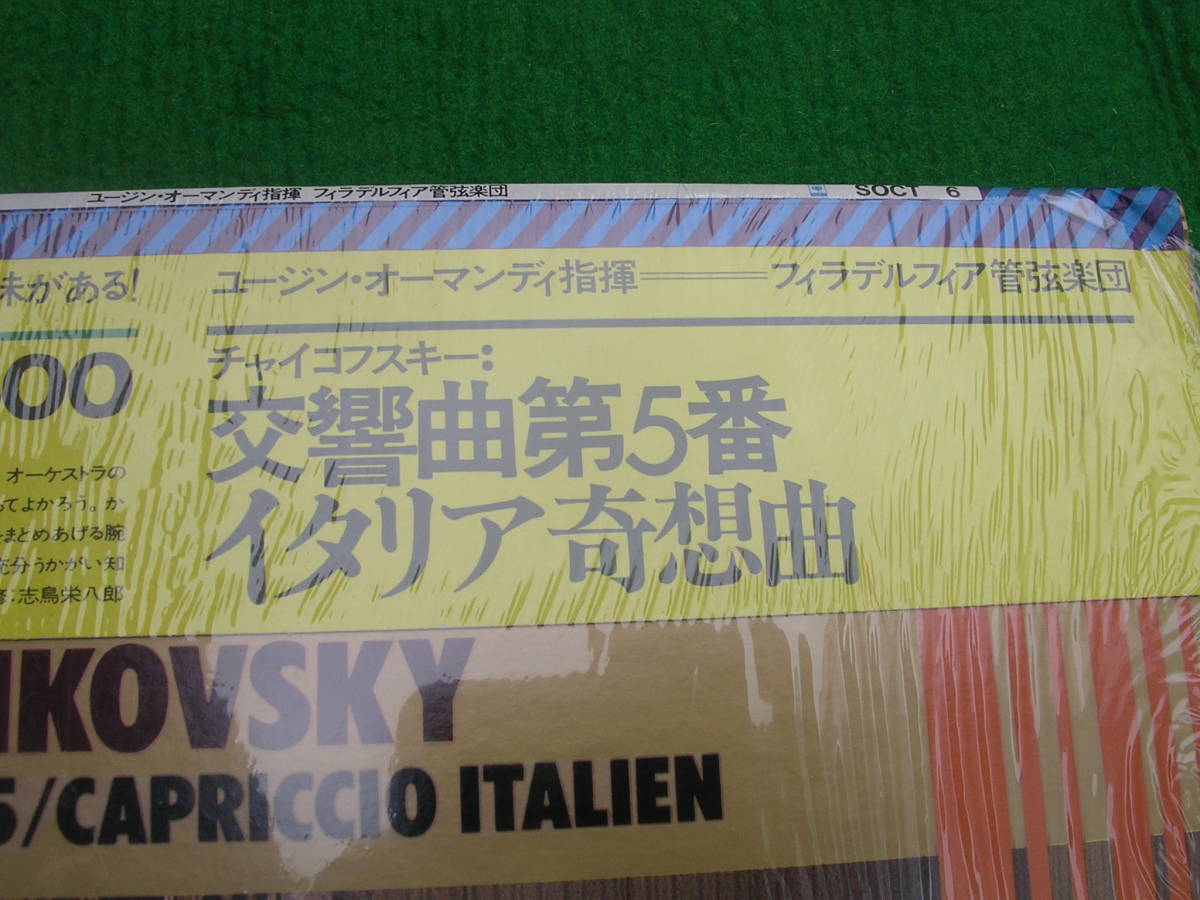 ユージン・オーマンディ指揮 フィラデルフィア管弦楽団 SOCT 6
味がある!
ユージン・オーマンディ指揮＝フィラデルフィア管弦楽団
チャイコフスキー:
交響曲第5番
イタリア奇想曲
00
オーケストラの
てよかろう。か
まとめあげる腕
充分うかがい知
:志鳥栄八郎
IKOVSKY
5/CAPRICCIO ITALIEN